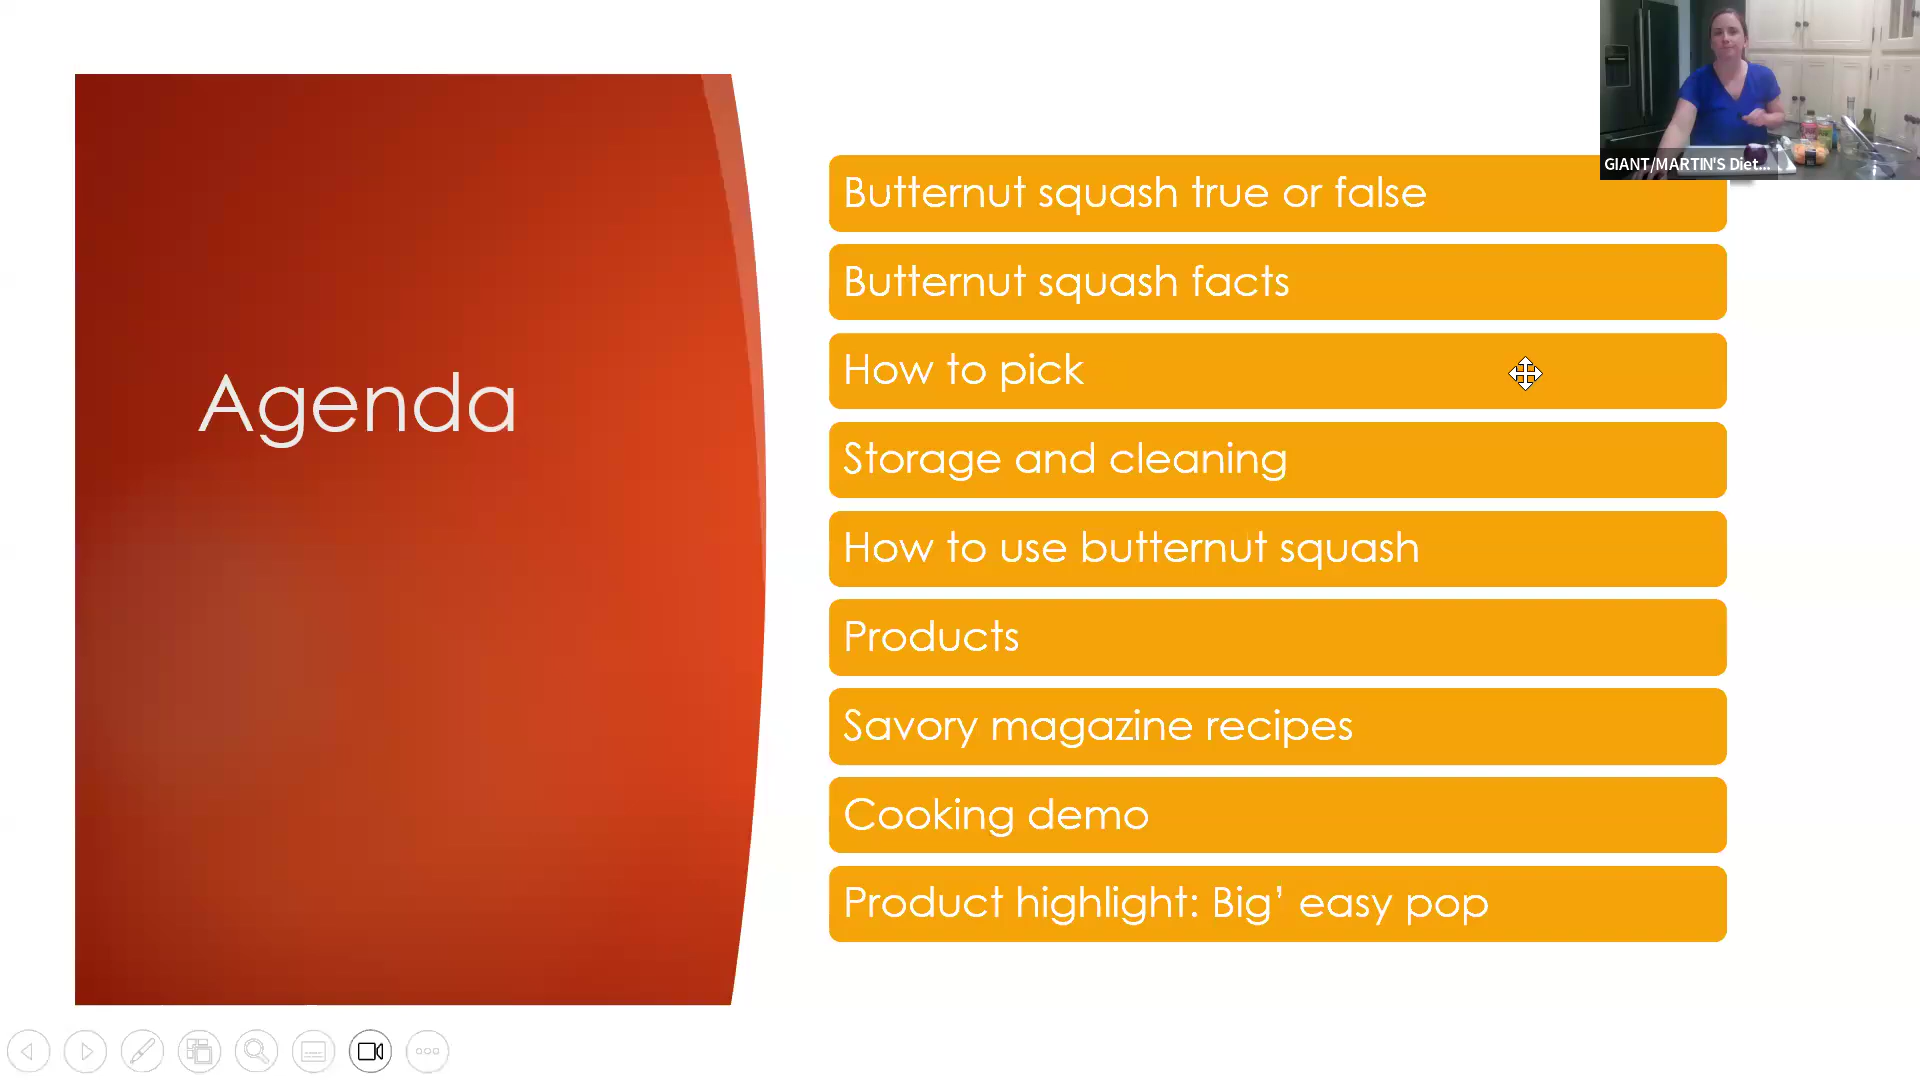 GIANT/MARTIN'S Diet...
Agenda
Butternut squash true or false
Butternut squash facts
How to pick
Storage and cleaning
How to use butternut squash
Products
Savory magazine recipes
Cooking demo
Product highlight: Big’ easy pop